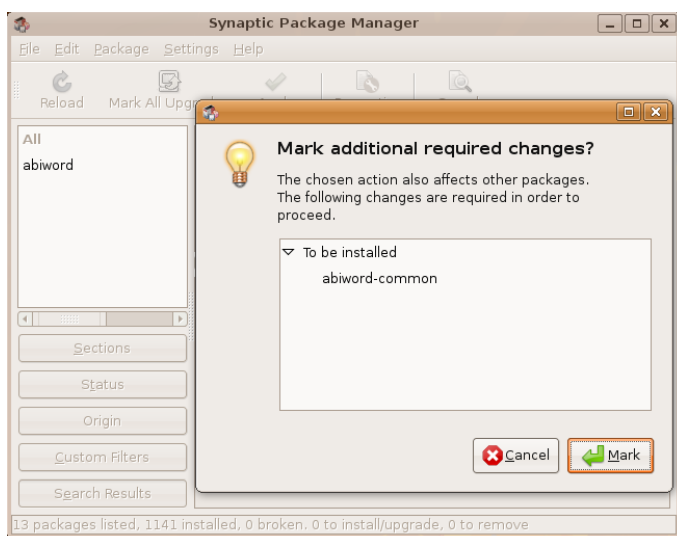 Synaptic Package Manager
File Edit Package Settings Help
Reload Mark All Upg
All
abiword
Mark additional required changes?
The chosen action also affects other packages.
The following changes are required in order to
proceed.
To be installed
abiword-common
Sections
Status
Origin
Custom Filters
Search Results
Cancel Mark
13 packages listed, 1141 installed, 0 broken. 0 to install/upgrade, 0 to remove